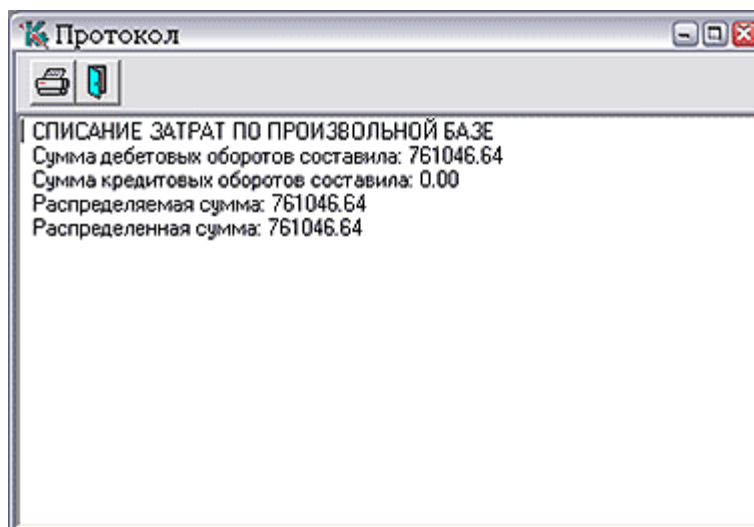 Протокол
СПИСАНИЕ ЗАТРАТ ПО ПРОИЗВОЛЬНОЙ БАЗЕ
Сумма дебетовых оборотов составила: 761046.64
Сумма кредитовых оборотов составила: 0.00
Распределяемая сумма: 761046.64
Распределенная сумма: 761046.64